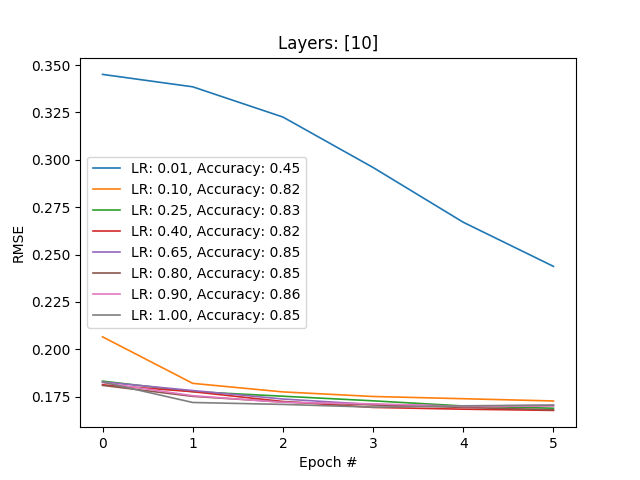 Layers: [10]
0.350
0.325
0.300
0.275
0.250
0.225
0.200
0.175
RMSE
LR: 0.01, Accuracy: 0.45
LR: 0.10, Accuracy: 0.82
LR: 0.25, Accuracy: 0.83
LR: 0.40, Accuracy: 0.82
LR: 0.65, Accuracy: 0.85
LR: 0.80, Accuracy: 0.85
LR: 0.90, Accuracy: 0.86
LR: 1.00, Accuracy: 0.85
0 1 2 3 4 5
Epoch #